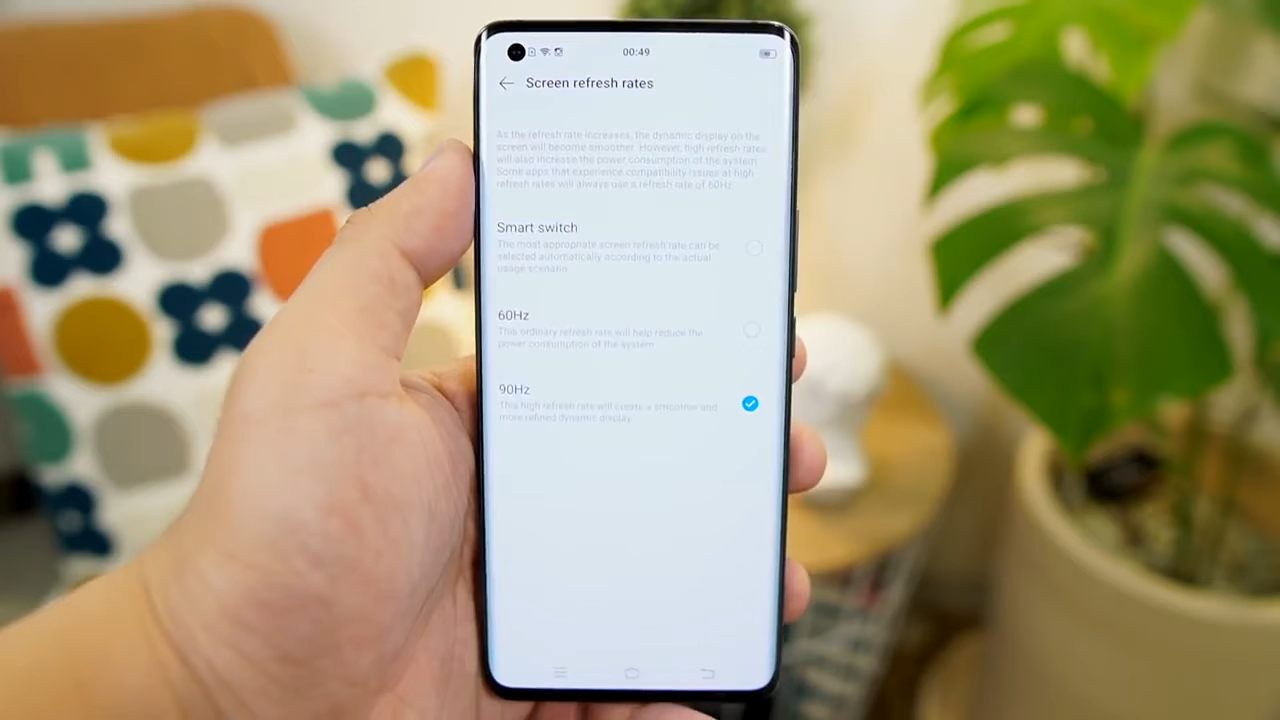 00:49
Screen refresh rates
As the refresh rate increases, the dynamic display on the
screen will become smoother. However, high refresh rates
will also increase the power consumption of the system.
Some apps that experience compatibility issues at high
refresh rates will always use a refresh rate of 60Hz.
Smart switch
The most appropriate screen refresh rate can be
selected automatically according to the actual
usage scenario.
60Hz
This ordinary refresh rate will help reduce the
power consumption of the system.
90Hz
This high refresh rate will create a smoother and
more refined dynamic display.